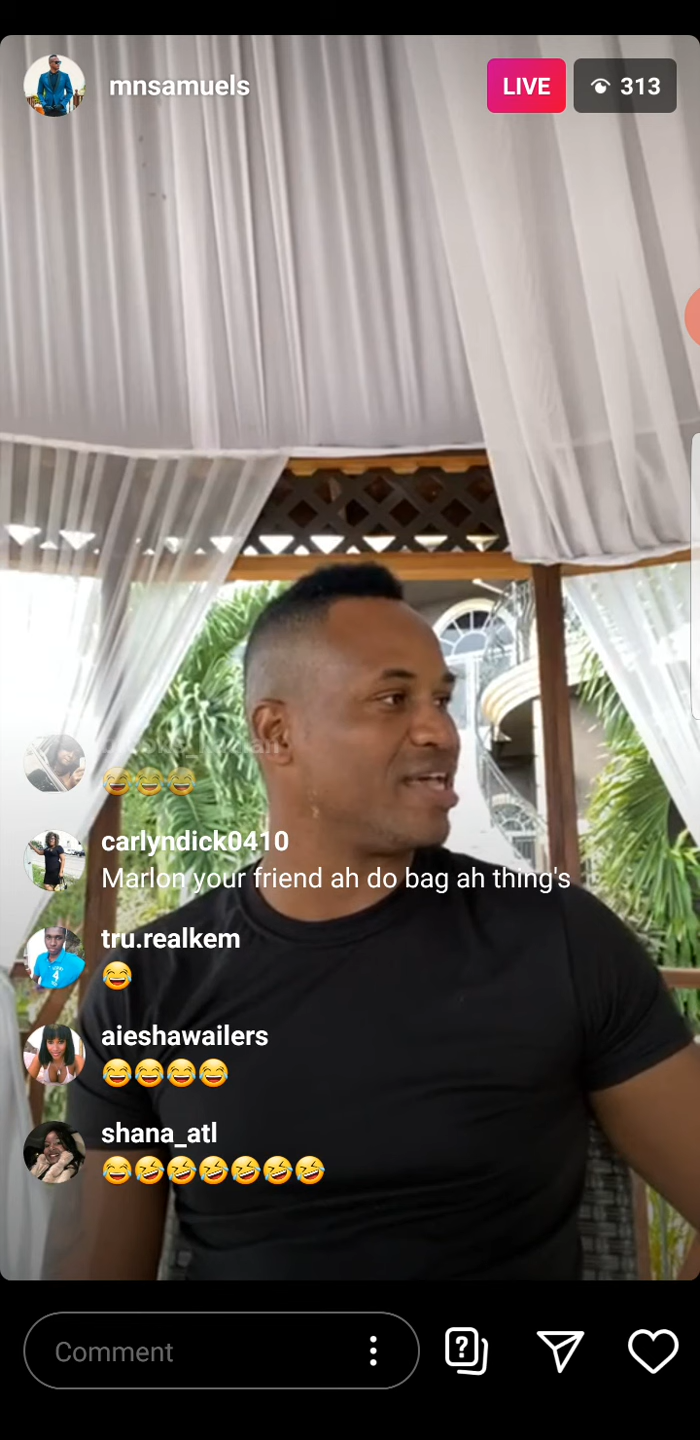 mnsamuels
LIVE
313
😂😂😂
carlyndick0410
Marlon your friend ah do bag ah thing's
tru.realkem
😂
aieshawailers
😂😂😂😂
shana_atl
😂🤣🤣🤣🤣🤣🤣
Comment